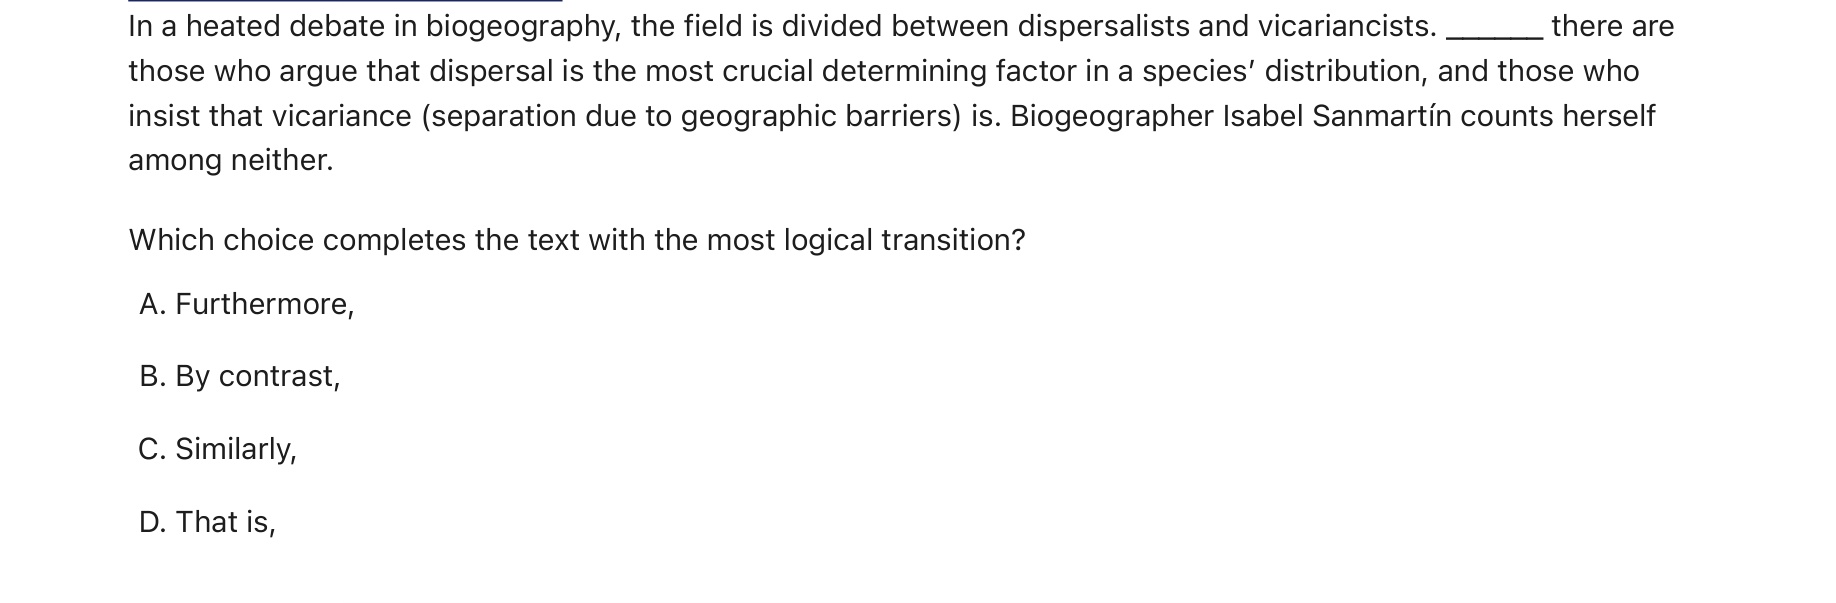 In a heated debate in biogeography, the field is divided between dispersalists and vicariancists. ______ there are
those who argue that dispersal is the most crucial determining factor in a species’ distribution, and those who
insist that vicariance (separation due to geographic barriers) is. Biogeographer Isabel Sanmartín counts herself
among neither.
Which choice completes the text with the most logical transition?
A. Furthermore,
B. By contrast,
C. Similarly,
D. That is,